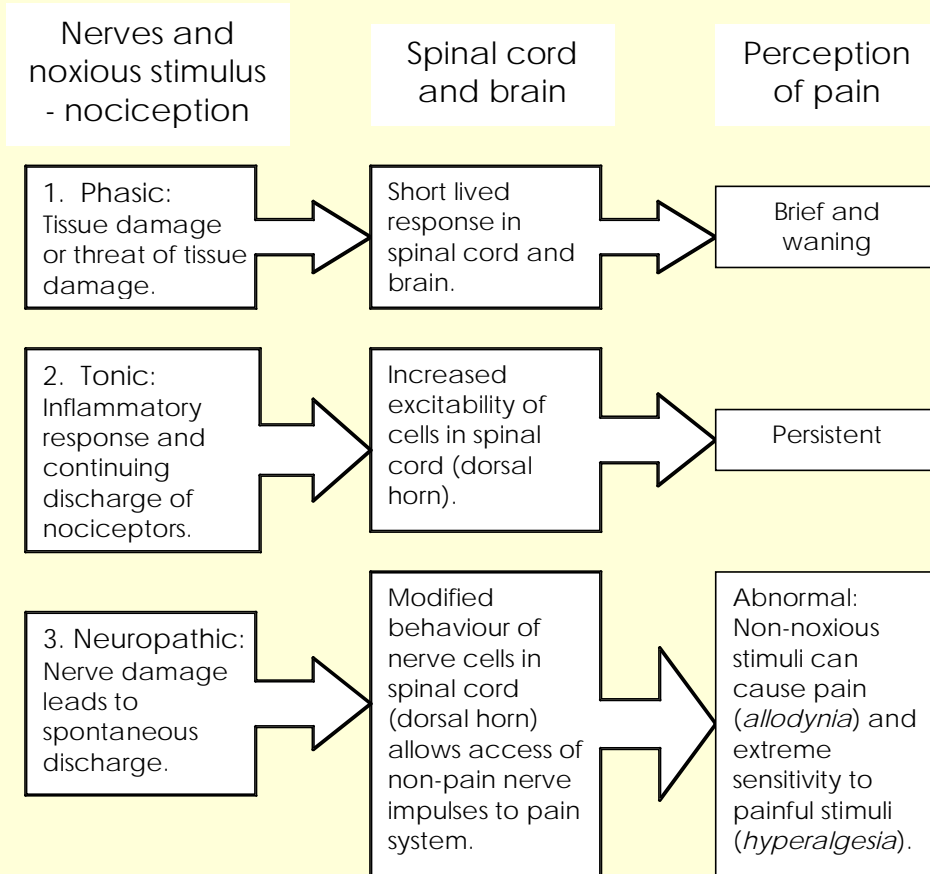 Nerves and
noxious stimulus
- nociception
Spinal cord
and brain
Perception
of pain
1. Phasic:
Tissue damage
or threat of tissue
damage.
Short lived
response in
spinal cord and
brain.
Brief and
waning
2. Tonic:
Inflammatory
response and
continuing
discharge of
nociceptors.
Increased
excitability of
cells in spinal
cord (dorsal
horn).
Persistent
3. Neuropathic:
Nerve damage
leads to
spontaneous
discharge.
Modified
behaviour of
nerve cells in
spinal cord
(dorsal horn)
allows access of
non-pain nerve
impulses to pain
system.
Abnormal:
Non-noxious
stimuli can
cause pain
(allodynia) and
extreme
sensitivity to
painful stimuli
(hyperalgesia).